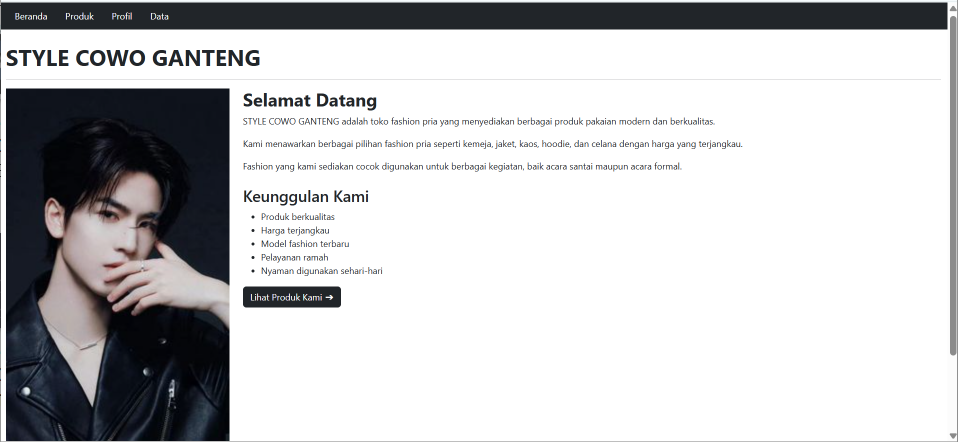 Beranda Produk Profil Data
STYLE COWO GANTENG
Selamat Datang
STYLE COWO GANTENG adalah toko fashion pria yang menyediakan berbagai produk pakaian modern dan berkualitas.
Kami menawarkan berbagai pilihan fashion pria seperti kemeja, jaket, kaos, hoodie, dan celana dengan harga yang terjangkau.
Fashion yang kami sediakan cocok digunakan untuk berbagai kegiatan, baik acara santai maupun acara formal.
Keunggulan Kami
• Produk berkualitas
• Harga terjangkau
• Model fashion terbaru
• Pelayanan ramah
• Nyaman digunakan sehari-hari
Lihat Produk Kami ➔